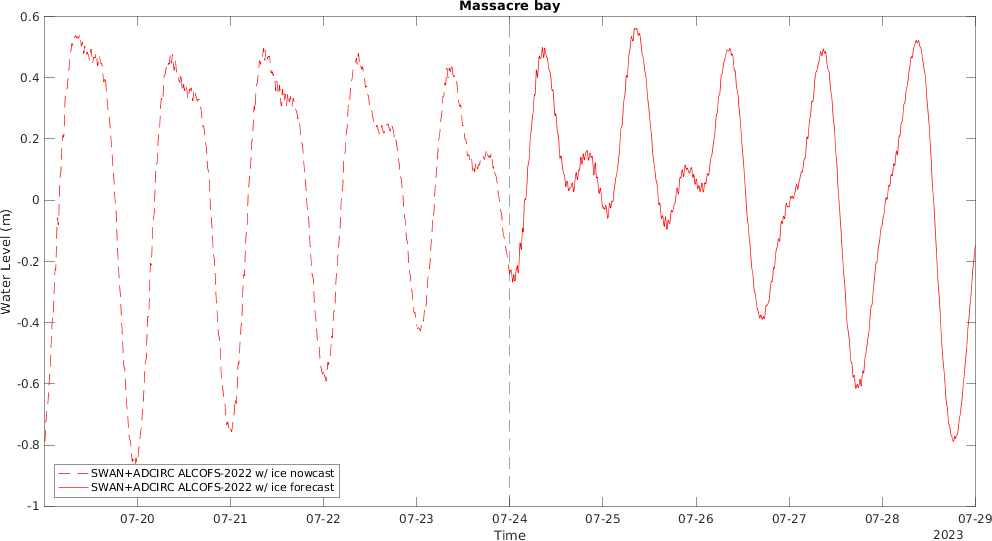 Massacre bay
0.6
0.4
0.2
0
-0.2
-0.4
-0.6
-0.8
-1
Water Level (m)
SWAN+ADCIRC ALCOFS-2022 w/ ice nowcast
SWAN+ADCIRC ALCOFS-2022 w/ ice forecast
07-20 07-21 07-22 07-23 07-24 07-25 07-26 07-27 07-28 07-29
Time
2023